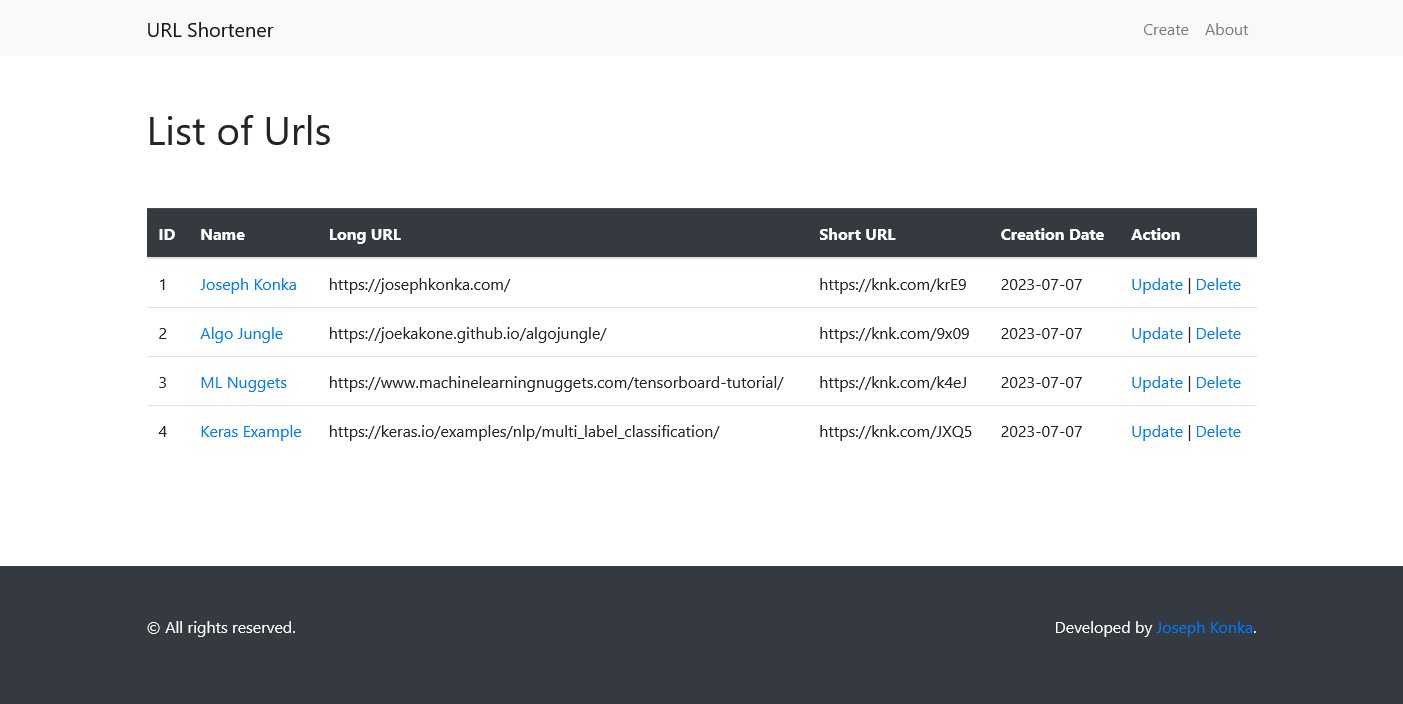 URL Shortener Create About
List of Urls
ID Name Long URL Short URL Creation Date Action
1 Joseph Konka https://josephkonka.com/ https://knk.com/krE9 2023-07-07 Update | Delete
2 Algo Jungle https://joekakone.github.io/algojungle/ https://knk.com/9x09 2023-07-07 Update | Delete
3 ML Nuggets https://www.machinelearningnuggets.com/tensorboard-tutorial/ https://knk.com/k4eJ 2023-07-07 Update | Delete
4 Keras Example https://keras.io/examples/nlp/multi_label_classification/ https://knk.com/JXQ5 2023-07-07 Update | Delete
© All rights reserved. Developed by Joseph Konka.